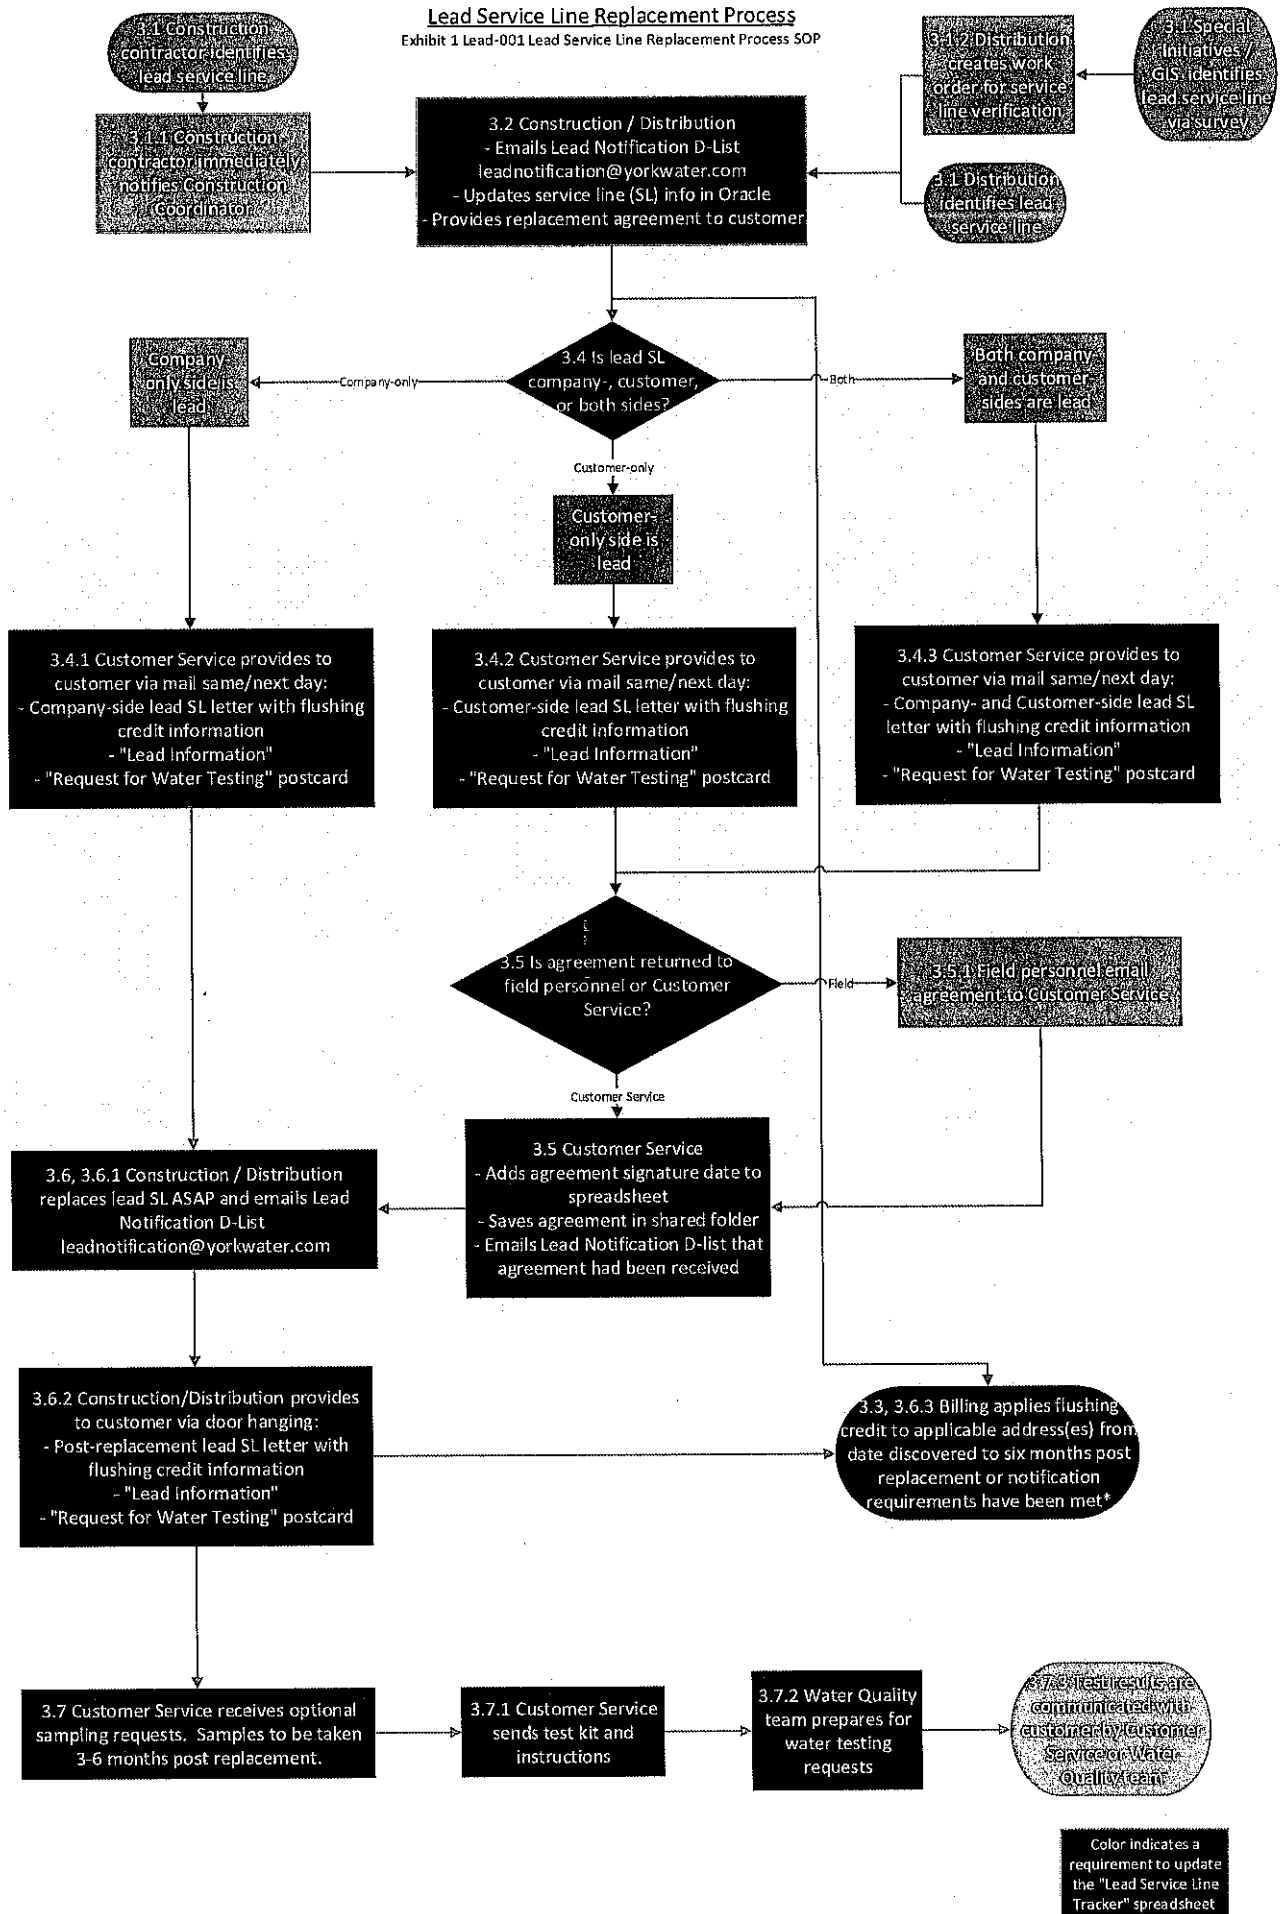 Lead Service Line Replacement Process
Exhibit 1 Lead-001 Lead Service Line Replacement Process SOP
3.1 Construction
contractor identifies
lead service line
3.1.1 Construction
contractor immediately
notifies Construction
Coordinator
3.2 Construction / Distribution
- Emails Lead Notification D-List
leadnotification@yorkwater.com
- Updates service line (SL) info in Oracle
- Provides replacement agreement to customer
3.1.2 Distribution
creates work
order for service
line verification
3.1 Special
Initiatives /
GIS identifies
lead service line
via survey
3.1 Distribution
identifies lead
service line
3.4 Is lead SL
company-, customer,
or both sides?
Company-only
Company-
only side is
lead
Both
Both company-
and customer-
sides are lead
Customer-only
Customer-
only side is
lead
3.4.1 Customer Service provides to
customer via mail same/next day:
- Company-side lead SL letter with flushing
credit information
- "Lead Information"
- "Request for Water Testing" postcard
3.4.2 Customer Service provides to
customer via mail same/next day:
- Customer-side lead SL letter with flushing
credit information
- "Lead Information"
- "Request for Water Testing" postcard
3.4.3 Customer Service provides to
customer via mail same/next day:
- Company- and Customer-side lead SL
letter with flushing credit information
- "Lead Information"
- "Request for Water Testing" postcard
3.5 Is agreement returned to
field personnel or Customer
Service?
Field
3.5.1 Field personnel email
agreement to Customer Service
Customer Service
3.5 Customer Service
- Adds agreement signature date to
spreadsheet
- Saves agreement in shared folder
- Emails Lead Notification D-list that
agreement had been received
3.6, 3.6.1 Construction / Distribution
replaces lead SL ASAP and emails Lead
Notification D-List
leadnotification@yorkwater.com
3.6.2 Construction/Distribution provides
to customer via door hanging:
- Post-replacement lead SL letter with
flushing credit information
- "Lead Information"
- "Request for Water Testing" postcard
3.3, 3.6.3 Billing applies flushing
credit to applicable address(es) from
date discovered to six months post
replacement or notification
requirements have been met*
3.7 Customer Service receives optional
sampling requests.  Samples to be taken
3-6 months post replacement.
3.7.1 Customer Service
sends test kit and
instructions
3.7.2 Water Quality
team prepares for
water testing
requests
3.7.3 Test results are
communicated with
customer by Customer
Service or Water
Quality team
Color indicates a
requirement to update
the "Lead Service Line
Tracker" spreadsheet